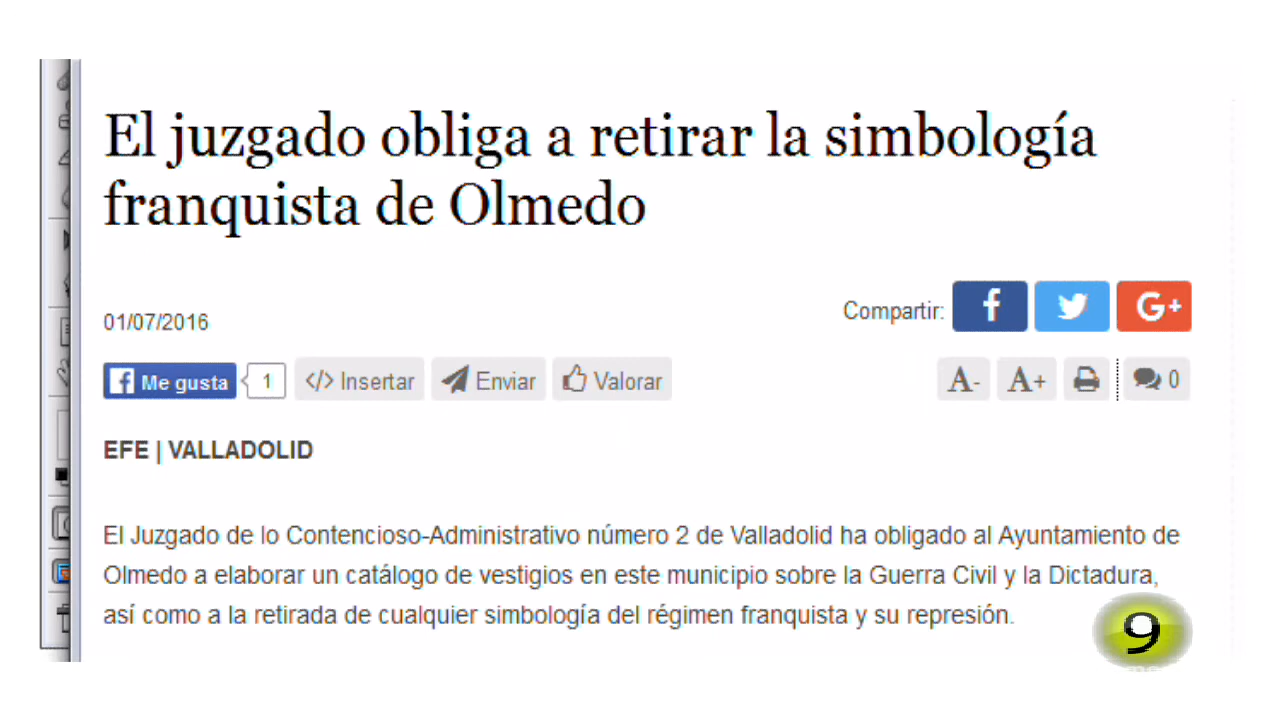 El juzgado obliga a retirar la simbología
franquista de Olmedo
Compartir: f G+
01/07/2016
f Me gusta 1 </> Insertar Enviar Valorar A- A+ 0
EFE | VALLADOLID
El Juzgado de lo Contencioso-Administrativo número 2 de Valladolid ha obligado al Ayuntamiento de
Olmedo a elaborar un catálogo de vestigios en este municipio sobre la Guerra Civil y la Dictadura,
así como a la retirada de cualquier simbología del régimen franquista y su represión.
9